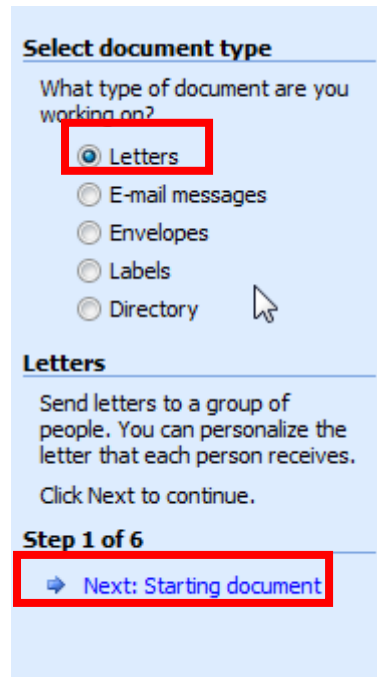 Select document type
What type of document are you
working on?
Letters
E-mail messages
Envelopes
Labels
Directory
Letters
Send letters to a group of
people. You can personalize the
letter that each person receives.
Click Next to continue.
Step 1 of 6
Next: Starting document